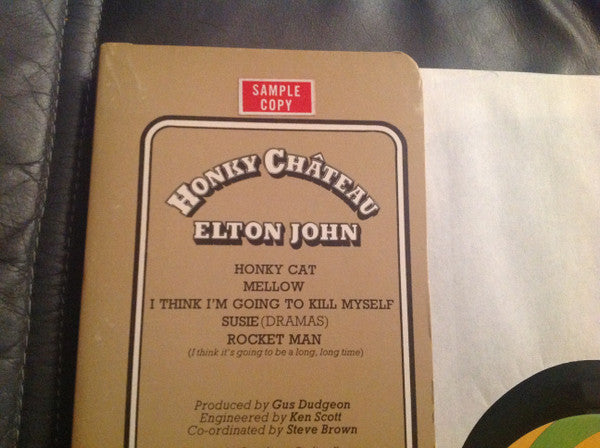 SAMPLE
COPY
HONKY CHÂTEAU
ELTON JOHN
HONKY CAT
MELLOW
I THINK I'M GOING TO KILL MYSELF
SUSIE (DRAMAS)
ROCKET MAN
(I think it's going to be a long, long time)
Produced by Gus Dudgeon
Engineered by Ken Scott
Co-ordinated by Steve Brown